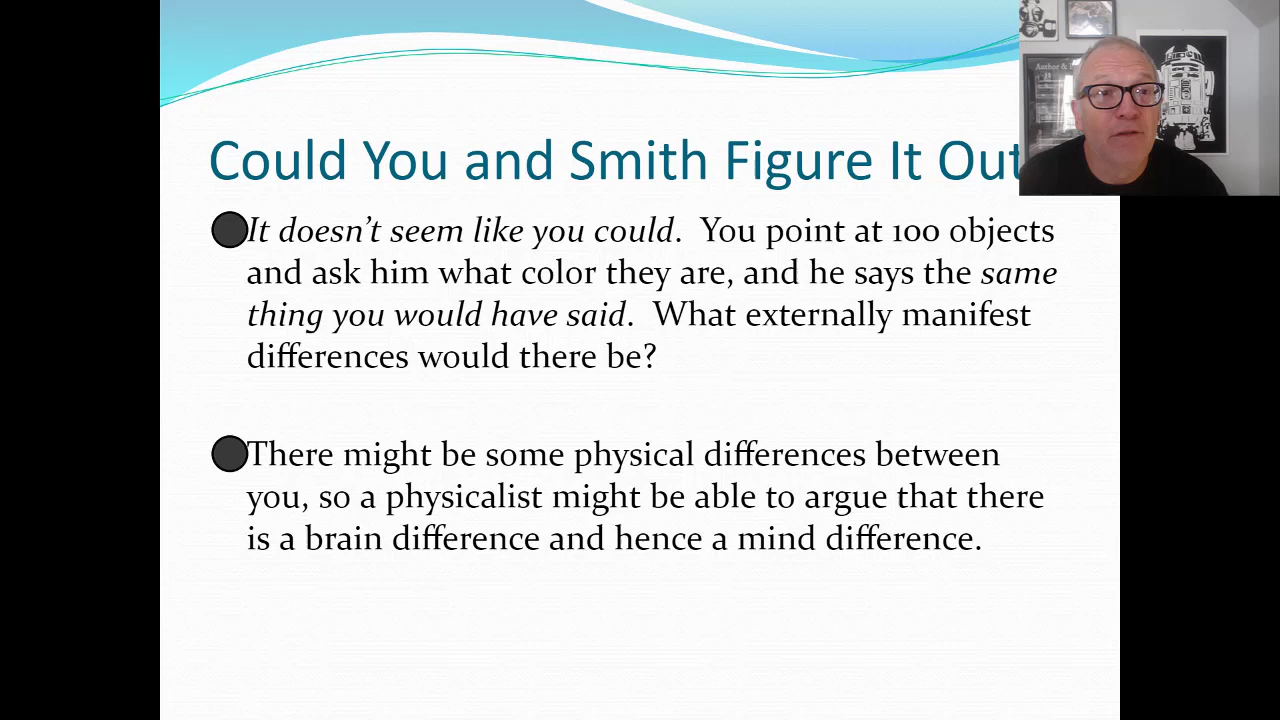 Could You and Smith Figure It Out
It doesn't seem like you could.  You point at 100 objects
and ask him what color they are, and he says the same
thing you would have said.  What externally manifest
differences would there be?
There might be some physical differences between
you, so a physicalist might be able to argue that there
is a brain difference and hence a mind difference.
Author &